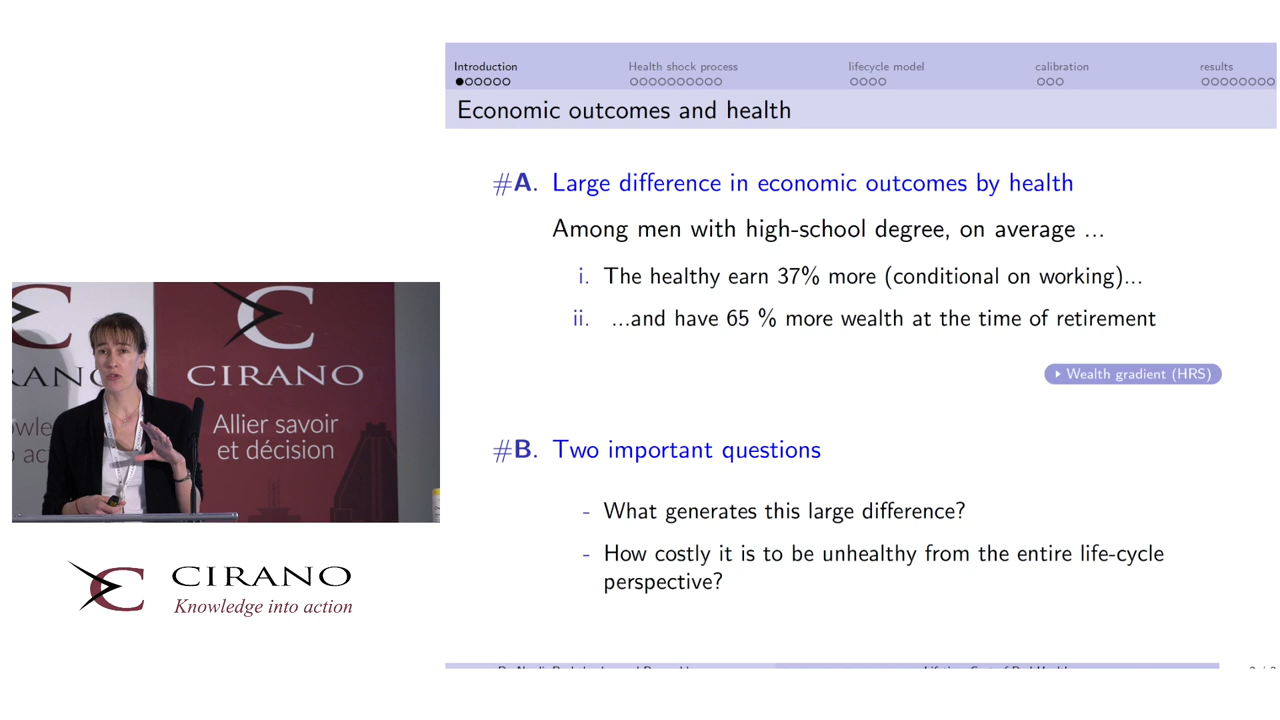 Introduction
Health shock process
lifecycle model
calibration
results
Economic outcomes and health
#A. Large difference in economic outcomes by health
Among men with high-school degree, on average ...
i. The healthy earn 37% more (conditional on working)...
ii. ...and have 65 % more wealth at the time of retirement
Wealth gradient (HRS)
#B. Two important questions
- What generates this large difference?
- How costly it is to be unhealthy from the entire life-cycle
perspective?
CIRANO
Allier savoir
et décision
CIRANO
Knowledge into action